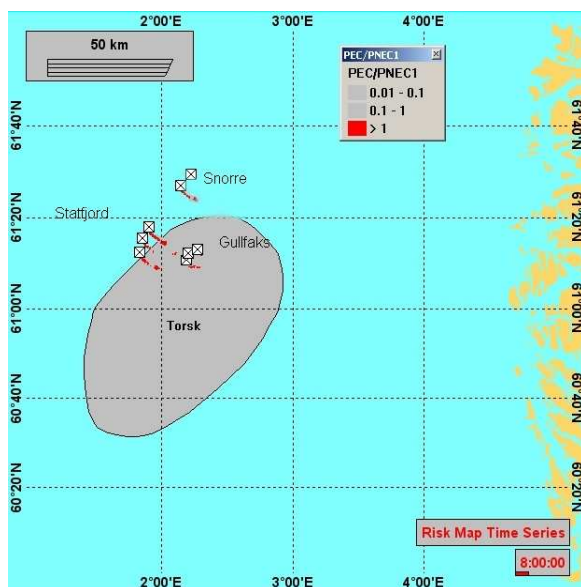 2°00'E 3°00'E 4°00'E
50 km
PEC/PNEC1
PEC/PNEC1
0.01 - 0.1
0.1 - 1
> 1
61°40'N 61°40'N
Snorre
Statfjord
61°20'N 61°20'N
Gullfaks
61°00'N 61°00'N
Torsk
60°40'N 60°40'N
60°20'N 60°20'N
Risk Map Time Series
8:00:00
2°00'E 3°00'E 4°00'E